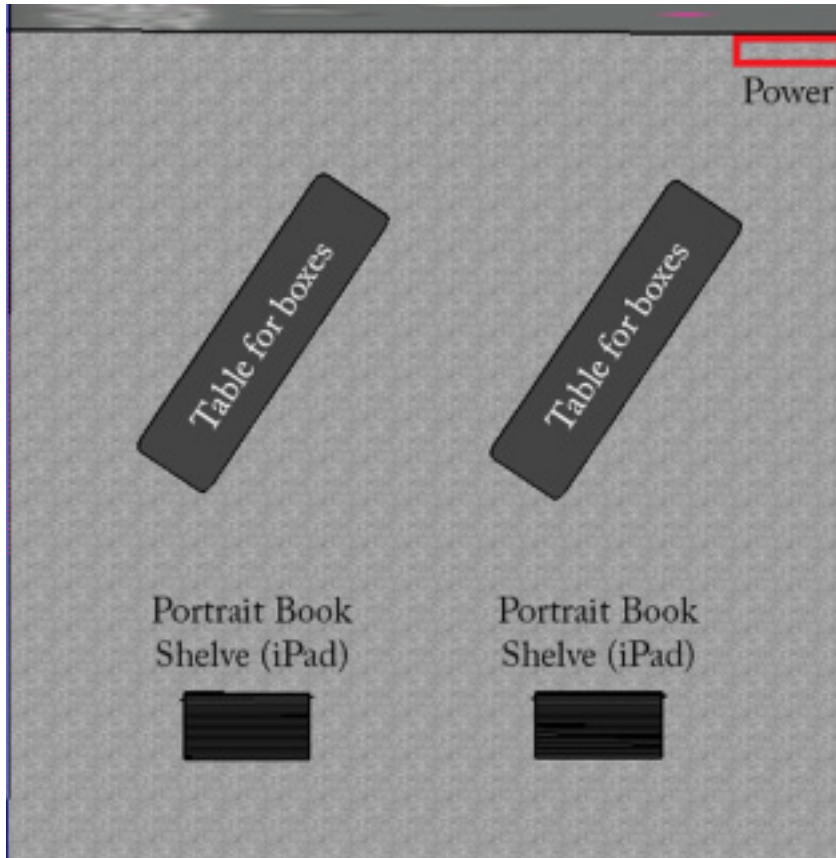 Power
Table for boxes
Table for boxes
Portrait Book
Shelve (iPad)
Portrait Book
Shelve (iPad)